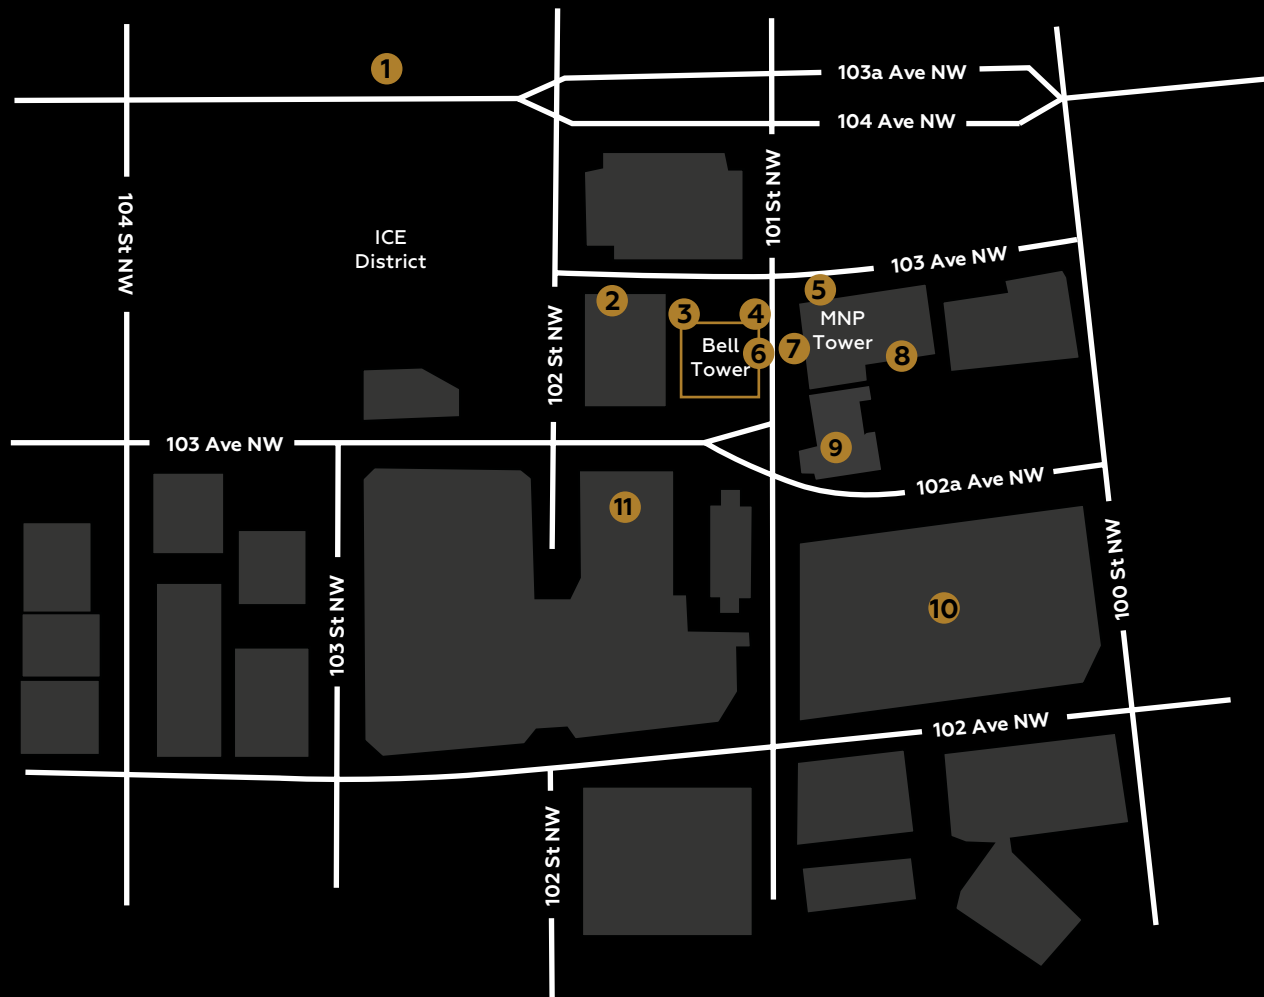 1
103a Ave NW
104 Ave NW
104 St NW
101 St NW
ICE
District
103 Ave NW
2
3
4
5
102 St NW
MNP
Tower
Bell
Tower
6
7
8
103 Ave NW
9
102a Ave NW
11
100 St NW
103 St NW
10
102 Ave NW
102 St NW